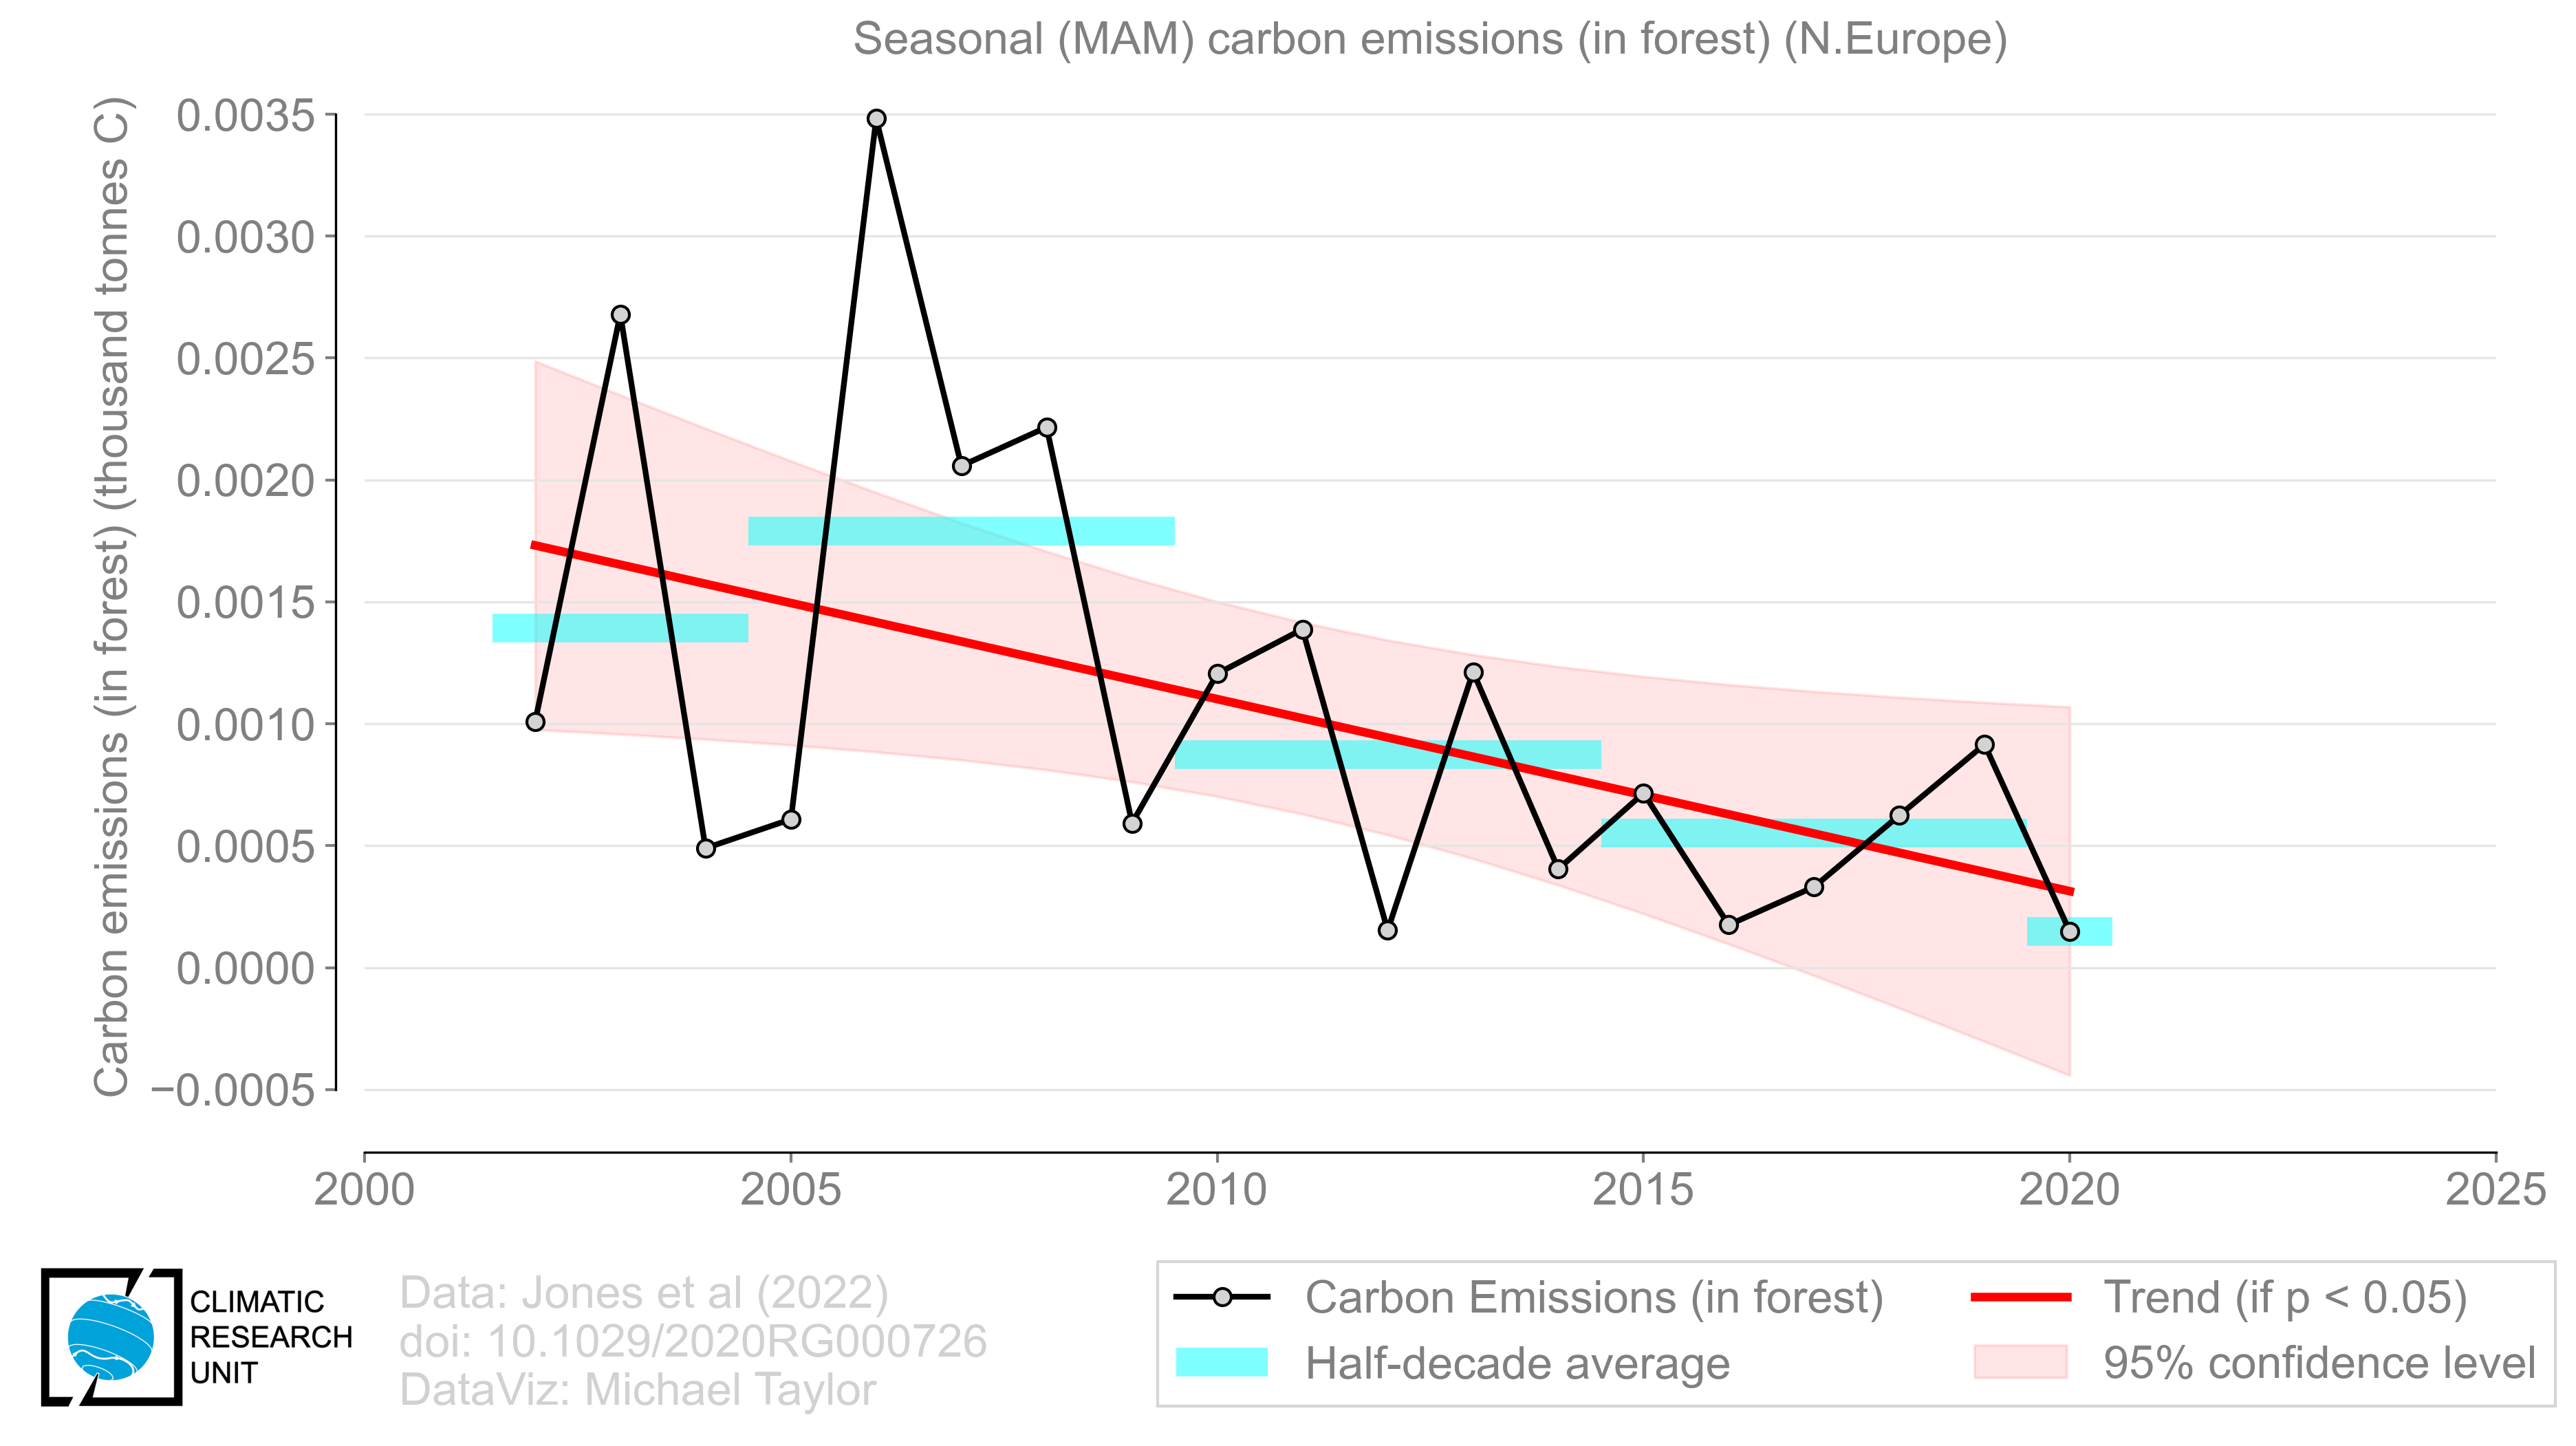 Seasonal (MAM) carbon emissions (in forest) (N.Europe)
Carbon emissions (in forest) (thousand tonnes C)
0.0035
0.0030
0.0025
0.0020
0.0015
0.0010
0.0005
0.0000
−0.0005
2000
2005
2010
2015
2020
2025
CLIMATIC
RESEARCH
UNIT
Data: Jones et al (2022)
doi: 10.1029/2020RG000726
DataViz: Michael Taylor
Carbon Emissions (in forest)
Half-decade average
Trend (if p < 0.05)
95% confidence level